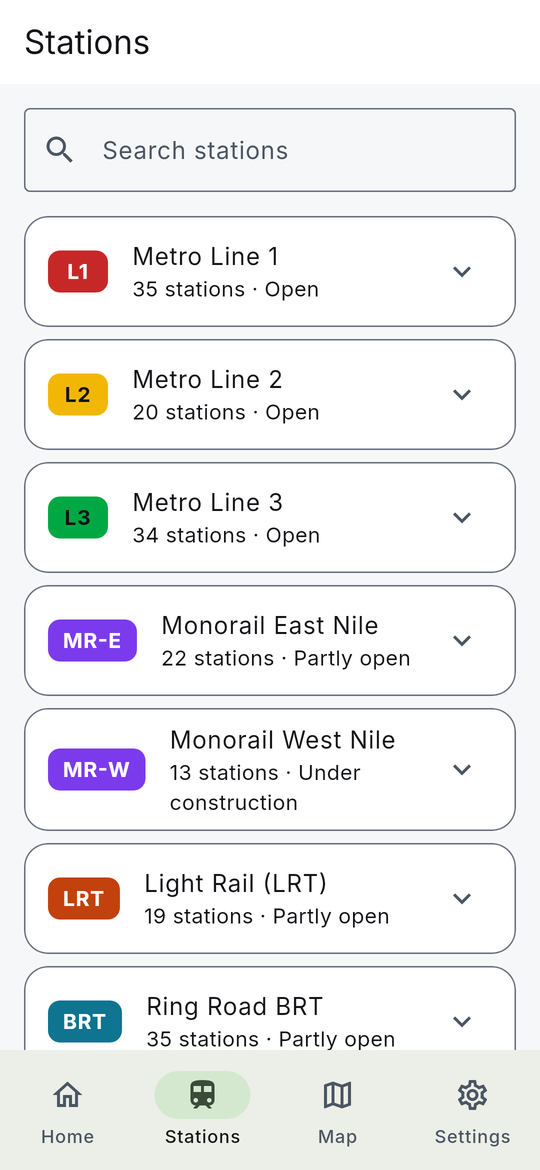 Stations
Search stations
L1
Metro Line 1
35 stations · Open
L2
Metro Line 2
20 stations · Open
L3
Metro Line 3
34 stations · Open
MR-E
Monorail East Nile
22 stations · Partly open
MR-W
Monorail West Nile
13 stations · Under
construction
LRT
Light Rail (LRT)
19 stations · Partly open
BRT
Ring Road BRT
35 stations · Partly open
Home
Stations
Map
Settings